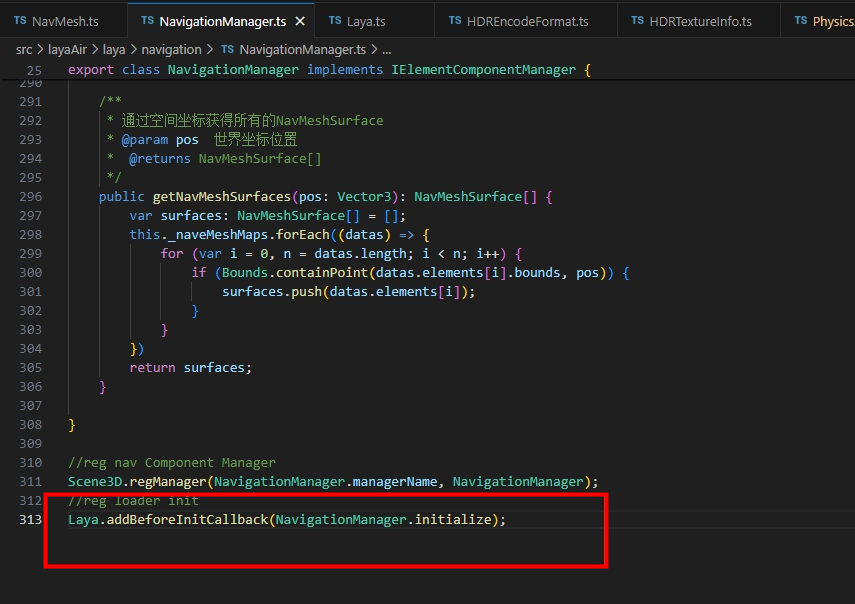 TS NavMesh.ts TS NavigationManager.ts × TS Laya.ts TS HDREncodeFormat.ts TS HDRTextureInfo.ts TS Physics
src > layaAir > laya > navigation > TS NavigationManager.ts > ...
25 export class NavigationManager implements IElementComponentManager {
290
291 /**
292 * 通过空间坐标获得所有的NavMeshSurface
293 * @param pos 世界坐标位置
294 * @returns NavMeshSurface[]
295 */
296 public getNavMeshSurfaces(pos: Vector3): NavMeshSurface[] {
297 var surfaces: NavMeshSurface[] = [];
298 this._naveMeshMaps.forEach((datas) => {
299 for (var i = 0, n = datas.length; i < n; i++) {
300 if (Bounds.containPoint(datas.elements[i].bounds, pos)) {
301 surfaces.push(datas.elements[i]);
302 }
303 }
304 })
305 return surfaces;
306 }
307
308 }
309
310 //reg nav Component Manager
311 Scene3D.regManager(NavigationManager.managerName, NavigationManager);
312 //reg loader init
313 Laya.addBeforeInitCallback(NavigationManager.initialize);